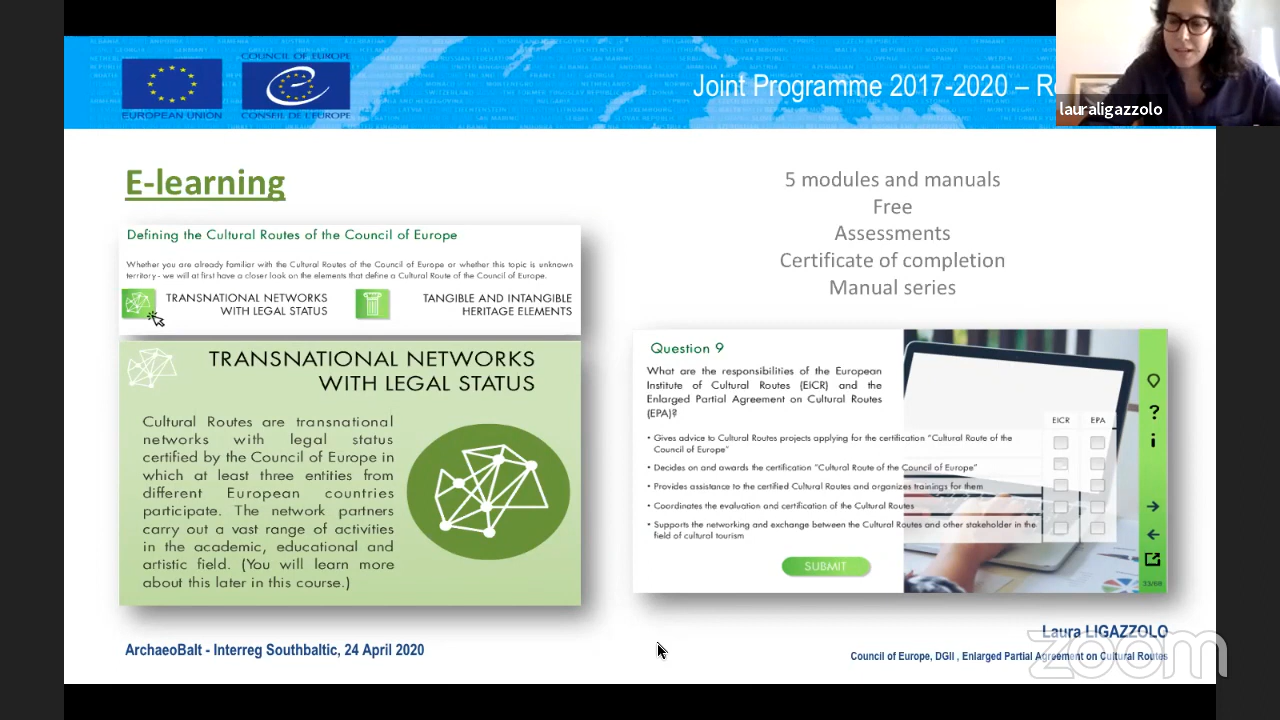 COUNCIL OF EUROPE
EUROPEAN UNION
CONSEIL DE L'EUROPE
Joint Programme 2017-2020 – R
lauraligazzolo
E-learning
Defining the Cultural Routes of the Council of Europe
Whether you are already familiar with the Cultural Routes of the Council of Europe or whether this topic is unknown
territory - we will at first have a closer look on the elements that define a Cultural Route of the Council of Europe.
TRANSNATIONAL NETWORKS
WITH LEGAL STATUS
TANGIBLE AND INTANGIBLE
HERITAGE ELEMENTS
TRANSNATIONAL NETWORKS
WITH LEGAL STATUS
Cultural Routes are transnational
networks with legal status
certified by the Council of Europe in
which at least three entities from
different European countries
participate. The network partners
carry out a vast range of activities
in the academic, educational and
artistic field. (You will learn more
about this later in this course.)
5 modules and manuals
Free
Assessments
Certificate of completion
Manual series
Question 9
What are the responsibilities of the European
Institute of Cultural Routes (EICR) and the
Enlarged Partial Agreement on Cultural Routes
(EPA)?
EICR
EPA
• Gives advice to Cultural Routes projects applying for the certification "Cultural Route of the
Council of Europe"
• Decides on and awards the certification "Cultural Route of the Council of Europe"
• Provides assistance to the certified Cultural Routes and organizes trainings for them
• Coordinates the evaluation and certification of the Cultural Routes
• Supports the networking and exchange between the Cultural Routes and other stakeholder in the
field of cultural tourism
SUBMIT
?
i
33/68
ArchaeoBalt - Interreg Southbaltic, 24 April 2020
Laura LIGAZZOLO
Council of Europe, DGII , Enlarged Partial Agreement on Cultural Routes
zoom